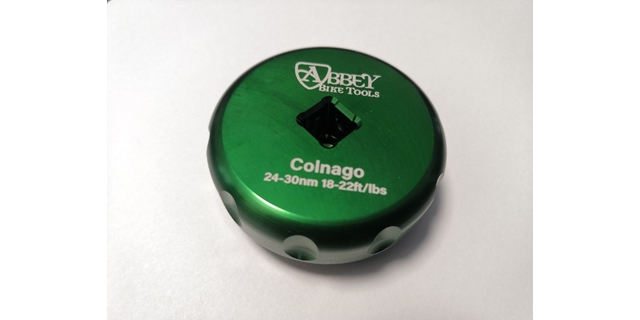 ABBEY
BIKE TOOLS
Colnago
24-30nm 18-22ft/lbs